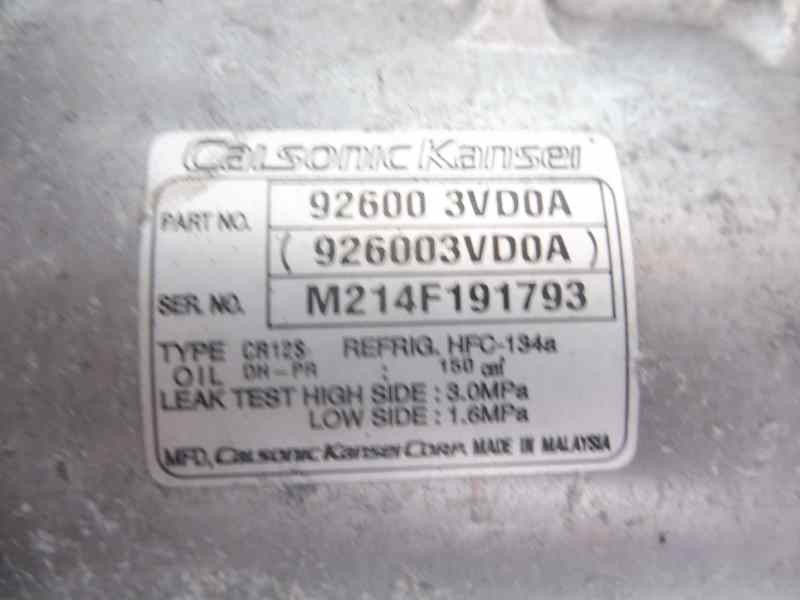 Calsonic Kansei
PART NO. 92600 3VD0A
(926003VD0A)
SER. NO. M214F191793
TYPE CR12S REFRIG. HFC-134a
OIL DH-PR : 150 cm³
LEAK TEST HIGH SIDE : 3.0MPa
LOW SIDE : 1.6MPa
MFD, Calsonic Kansei Corp. MADE IN MALAYSIA